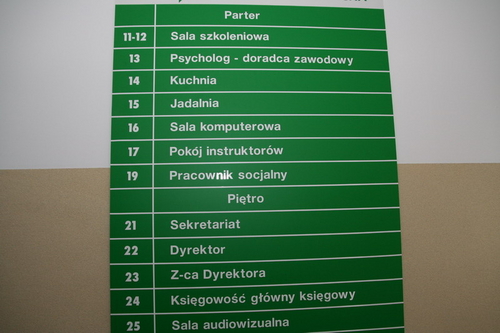 Parter
11-12 Sala szkoleniowa
13 Psycholog - doradca zawodowy
14 Kuchnia
15 Jadalnia
16 Sala komputerowa
17 Pokój instruktorów
19 Pracownik socjalny
Piętro
21 Sekretariat
22 Dyrektor
23 Z-ca Dyrektora
24 Księgowość główny księgowy
25 Sala audiowizualna